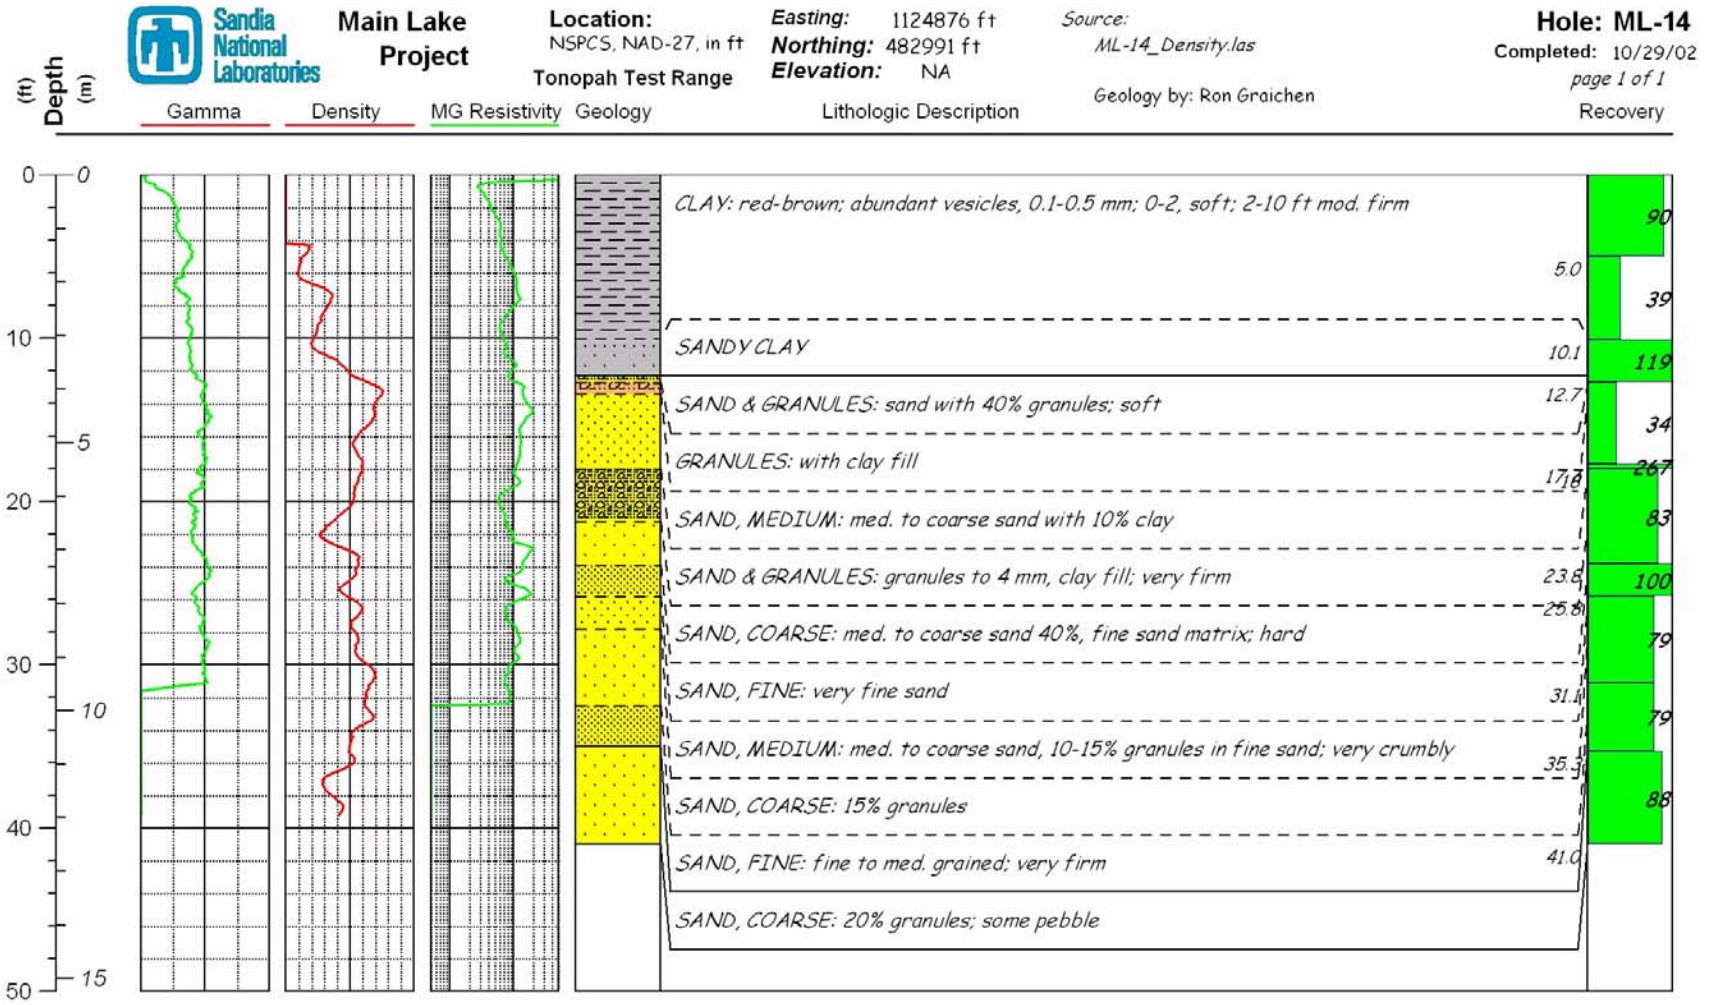 Sandia
National
Laboratories
Main Lake
Project
Location:
NSPCS, NAD-27, in ft
Tonopah Test Range
Easting: 1124876 ft
Northing: 482991 ft
Elevation: NA
Source:
ML-14_Density.las
Geology by: Ron Graichen
Hole: ML-14
Completed: 10/29/02
page 1 of 1
(ft) Depth (m)
Gamma Density MG Resistivity Geology Lithologic Description Recovery
0 0
10
5
20
30
10
40
15
50
CLAY: red-brown; abundant vesicles, 0.1-0.5 mm; 0-2, soft; 2-10 ft mod. firm
90
5.0
39
SANDY CLAY
10.1
119
SAND & GRANULES: sand with 40% granules; soft
12.7
34
GRANULES: with clay fill
267
18
SAND, MEDIUM: med. to coarse sand with 10% clay
83
SAND & GRANULES: granules to 4 mm, clay fill; very firm
23.8
100
25.8
SAND, COARSE: med. to coarse sand 40%, fine sand matrix; hard
79
SAND, FINE: very fine sand
31.1
79
SAND, MEDIUM: med. to coarse sand, 10-15% granules in fine sand; very crumbly
35.3
SAND, COARSE: 15% granules
88
SAND, FINE: fine to med. grained; very firm
41.0
SAND, COARSE: 20% granules; some pebble